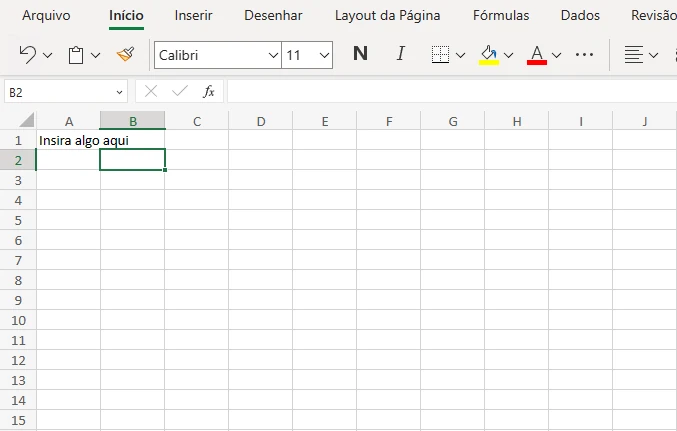 Arquivo Início Inserir Desenhar Layout da Página Fórmulas Dados Revisão
Calibri 11 N I A
B2 fx
A B C D E F G H I J
1 Insira algo aqui
2
3
4
5
6
7
8
9
10
11
12
13
14
15